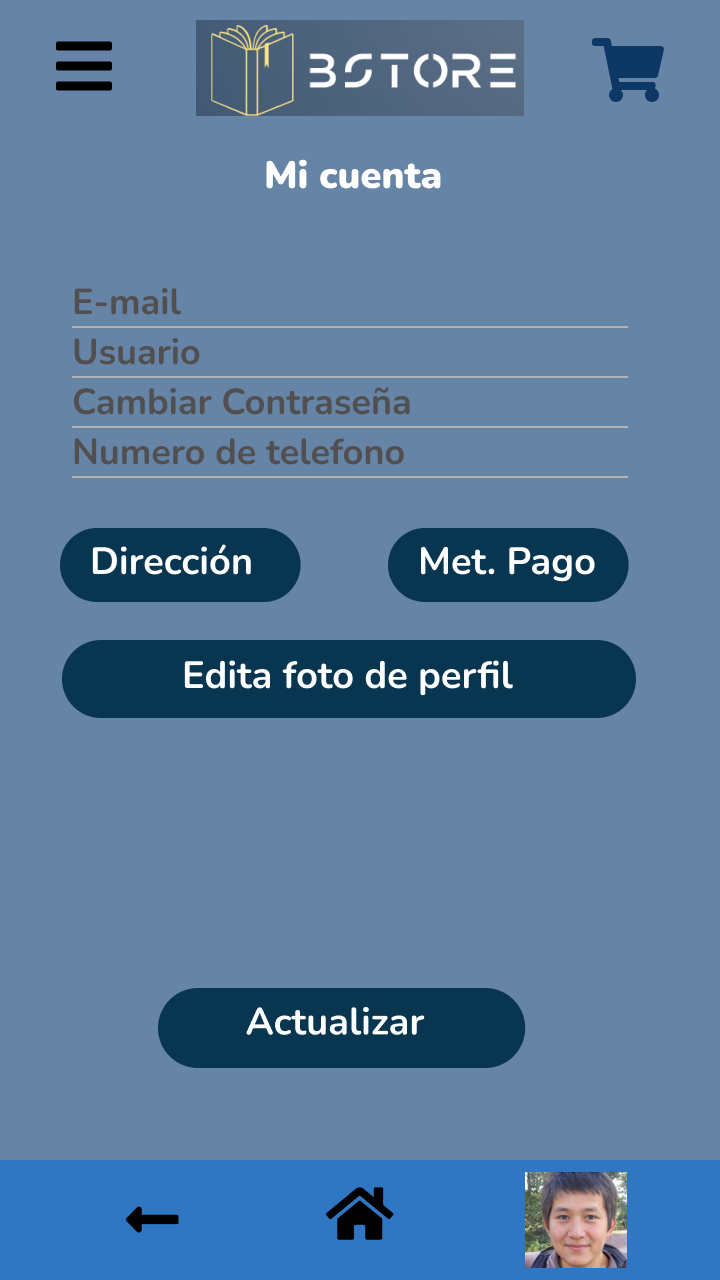 BSTORE
Mi cuenta
E-mail
Usuario
Cambiar Contraseña
Numero de telefono
Dirección
Met. Pago
Edita foto de perfil
Actualizar